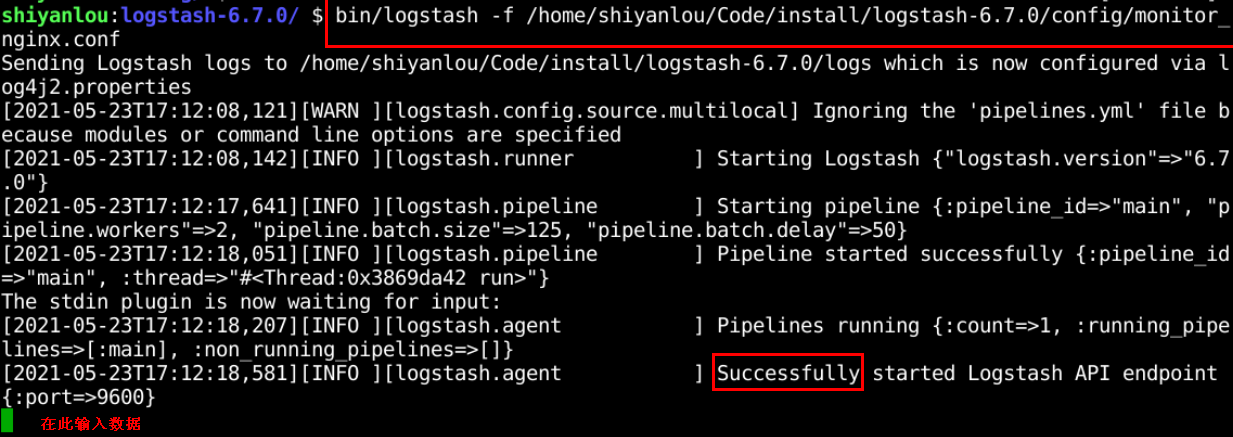 shiyanlou:logstash-6.7.0/ $ bin/logstash -f /home/shiyanlou/Code/install/logstash-6.7.0/config/monitor_
nginx.conf
Sending Logstash logs to /home/shiyanlou/Code/install/logstash-6.7.0/logs which is now configured via l
og4j2.properties
[2021-05-23T17:12:08,121][WARN ][logstash.config.source.multilocal] Ignoring the 'pipelines.yml' file b
ecause modules or command line options are specified
[2021-05-23T17:12:08,142][INFO ][logstash.runner          ] Starting Logstash {"logstash.version"=>"6.7
.0"}
[2021-05-23T17:12:17,641][INFO ][logstash.pipeline        ] Starting pipeline {:pipeline_id=>"main", "p
ipeline.workers"=>2, "pipeline.batch.size"=>125, "pipeline.batch.delay"=>50}
[2021-05-23T17:12:18,051][INFO ][logstash.pipeline        ] Pipeline started successfully {:pipeline_id
=>"main", :thread=>"#<Thread:0x3869da42 run>"}
The stdin plugin is now waiting for input:
[2021-05-23T17:12:18,207][INFO ][logstash.agent           ] Pipelines running {:count=>1, :running_pipe
lines=>[:main], :non_running_pipelines=>[]}
[2021-05-23T17:12:18,581][INFO ][logstash.agent           ] Successfully started Logstash API endpoint
{:port=>9600}
在此输入数据